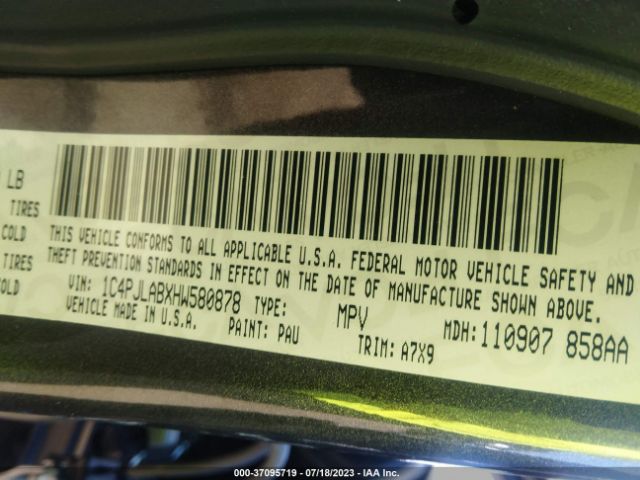 LB
TIRES
COLD
TIRES
COLD
THIS VEHICLE CONFORMS TO ALL APPLICABLE U.S.A. FEDERAL MOTOR VEHICLE SAFETY AND
THEFT PREVENTION STANDARDS IN EFFECT ON THE DATE OF MANUFACTURE SHOWN ABOVE.
VIN: 1C4PJLABXHW580878 TYPE: MPV MDH:110907 858AA
VEHICLE MADE IN U.S.A. PAINT: PAU TRIM: A7X9
000-37095719 - 07/18/2023 - IAA Inc.